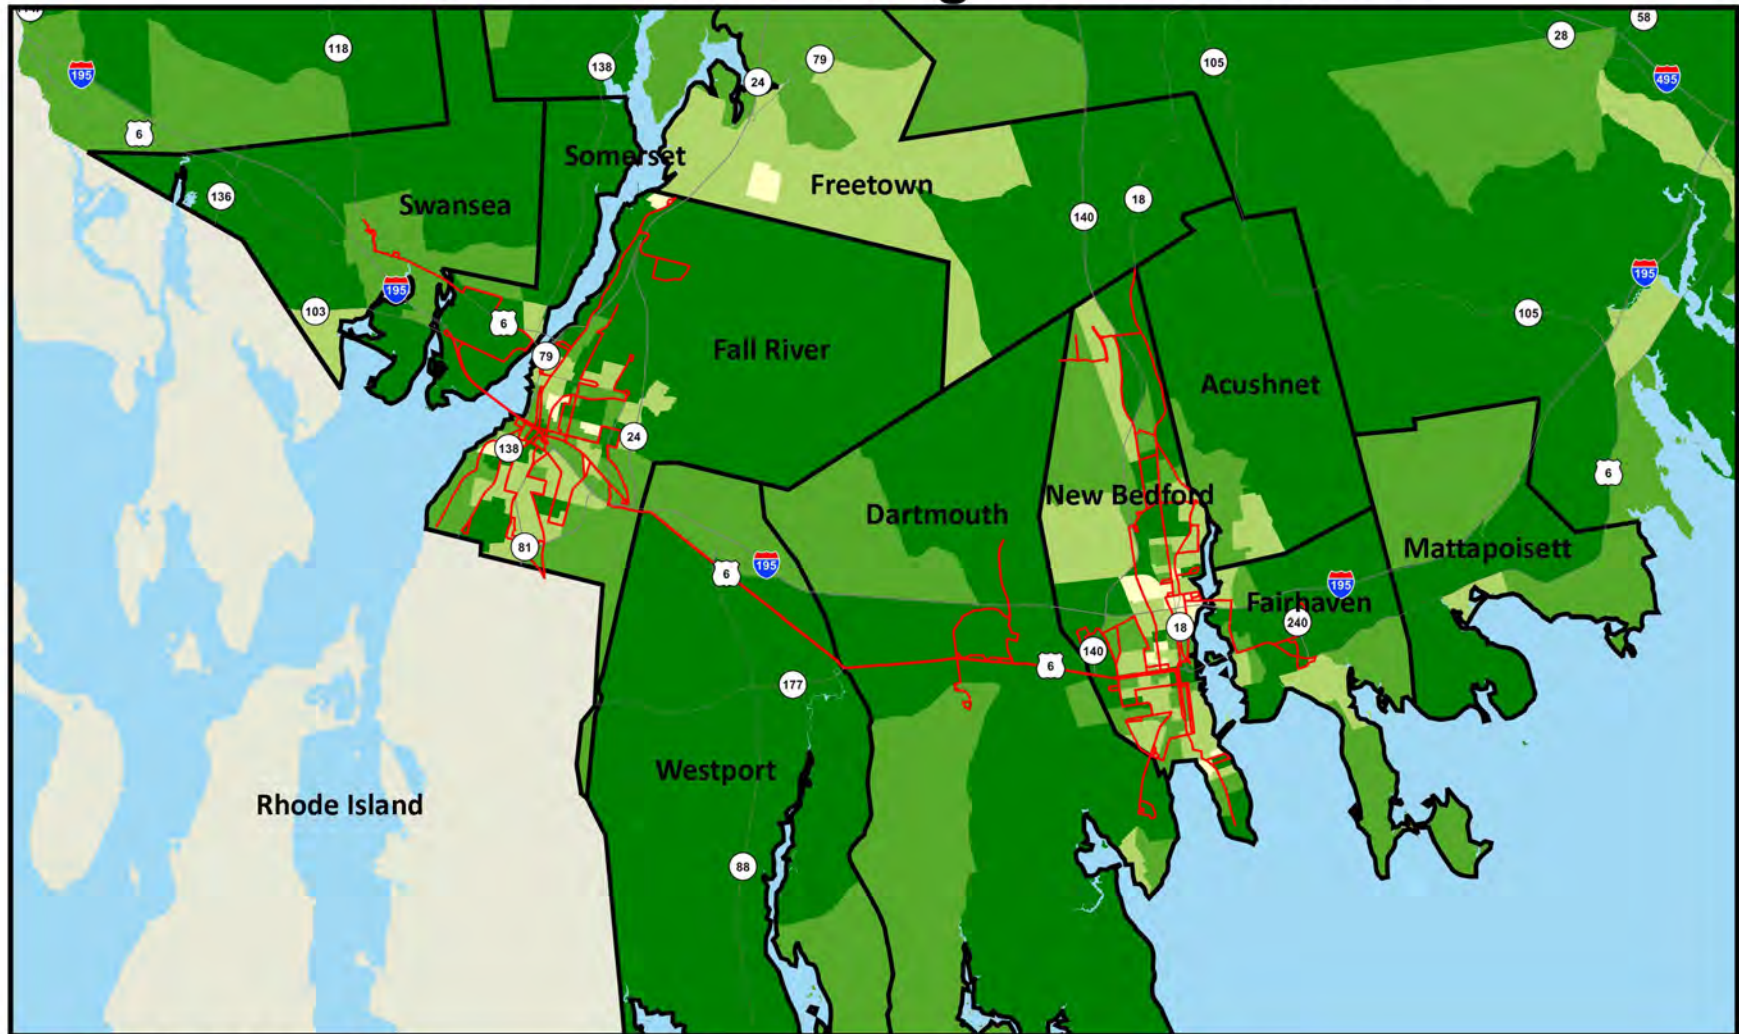 118
138
79
28
58
195
24
105
495
6
Somerset
Freetown
136
Swansea
140
18
195
195
103
6
105
79
Fall River
Acushnet
138
24
6
New Bedford
Dartmouth
81
Mattapoisett
6
195
195
Fairhaven
18
240
140
6
177
Westport
Rhode Island
88